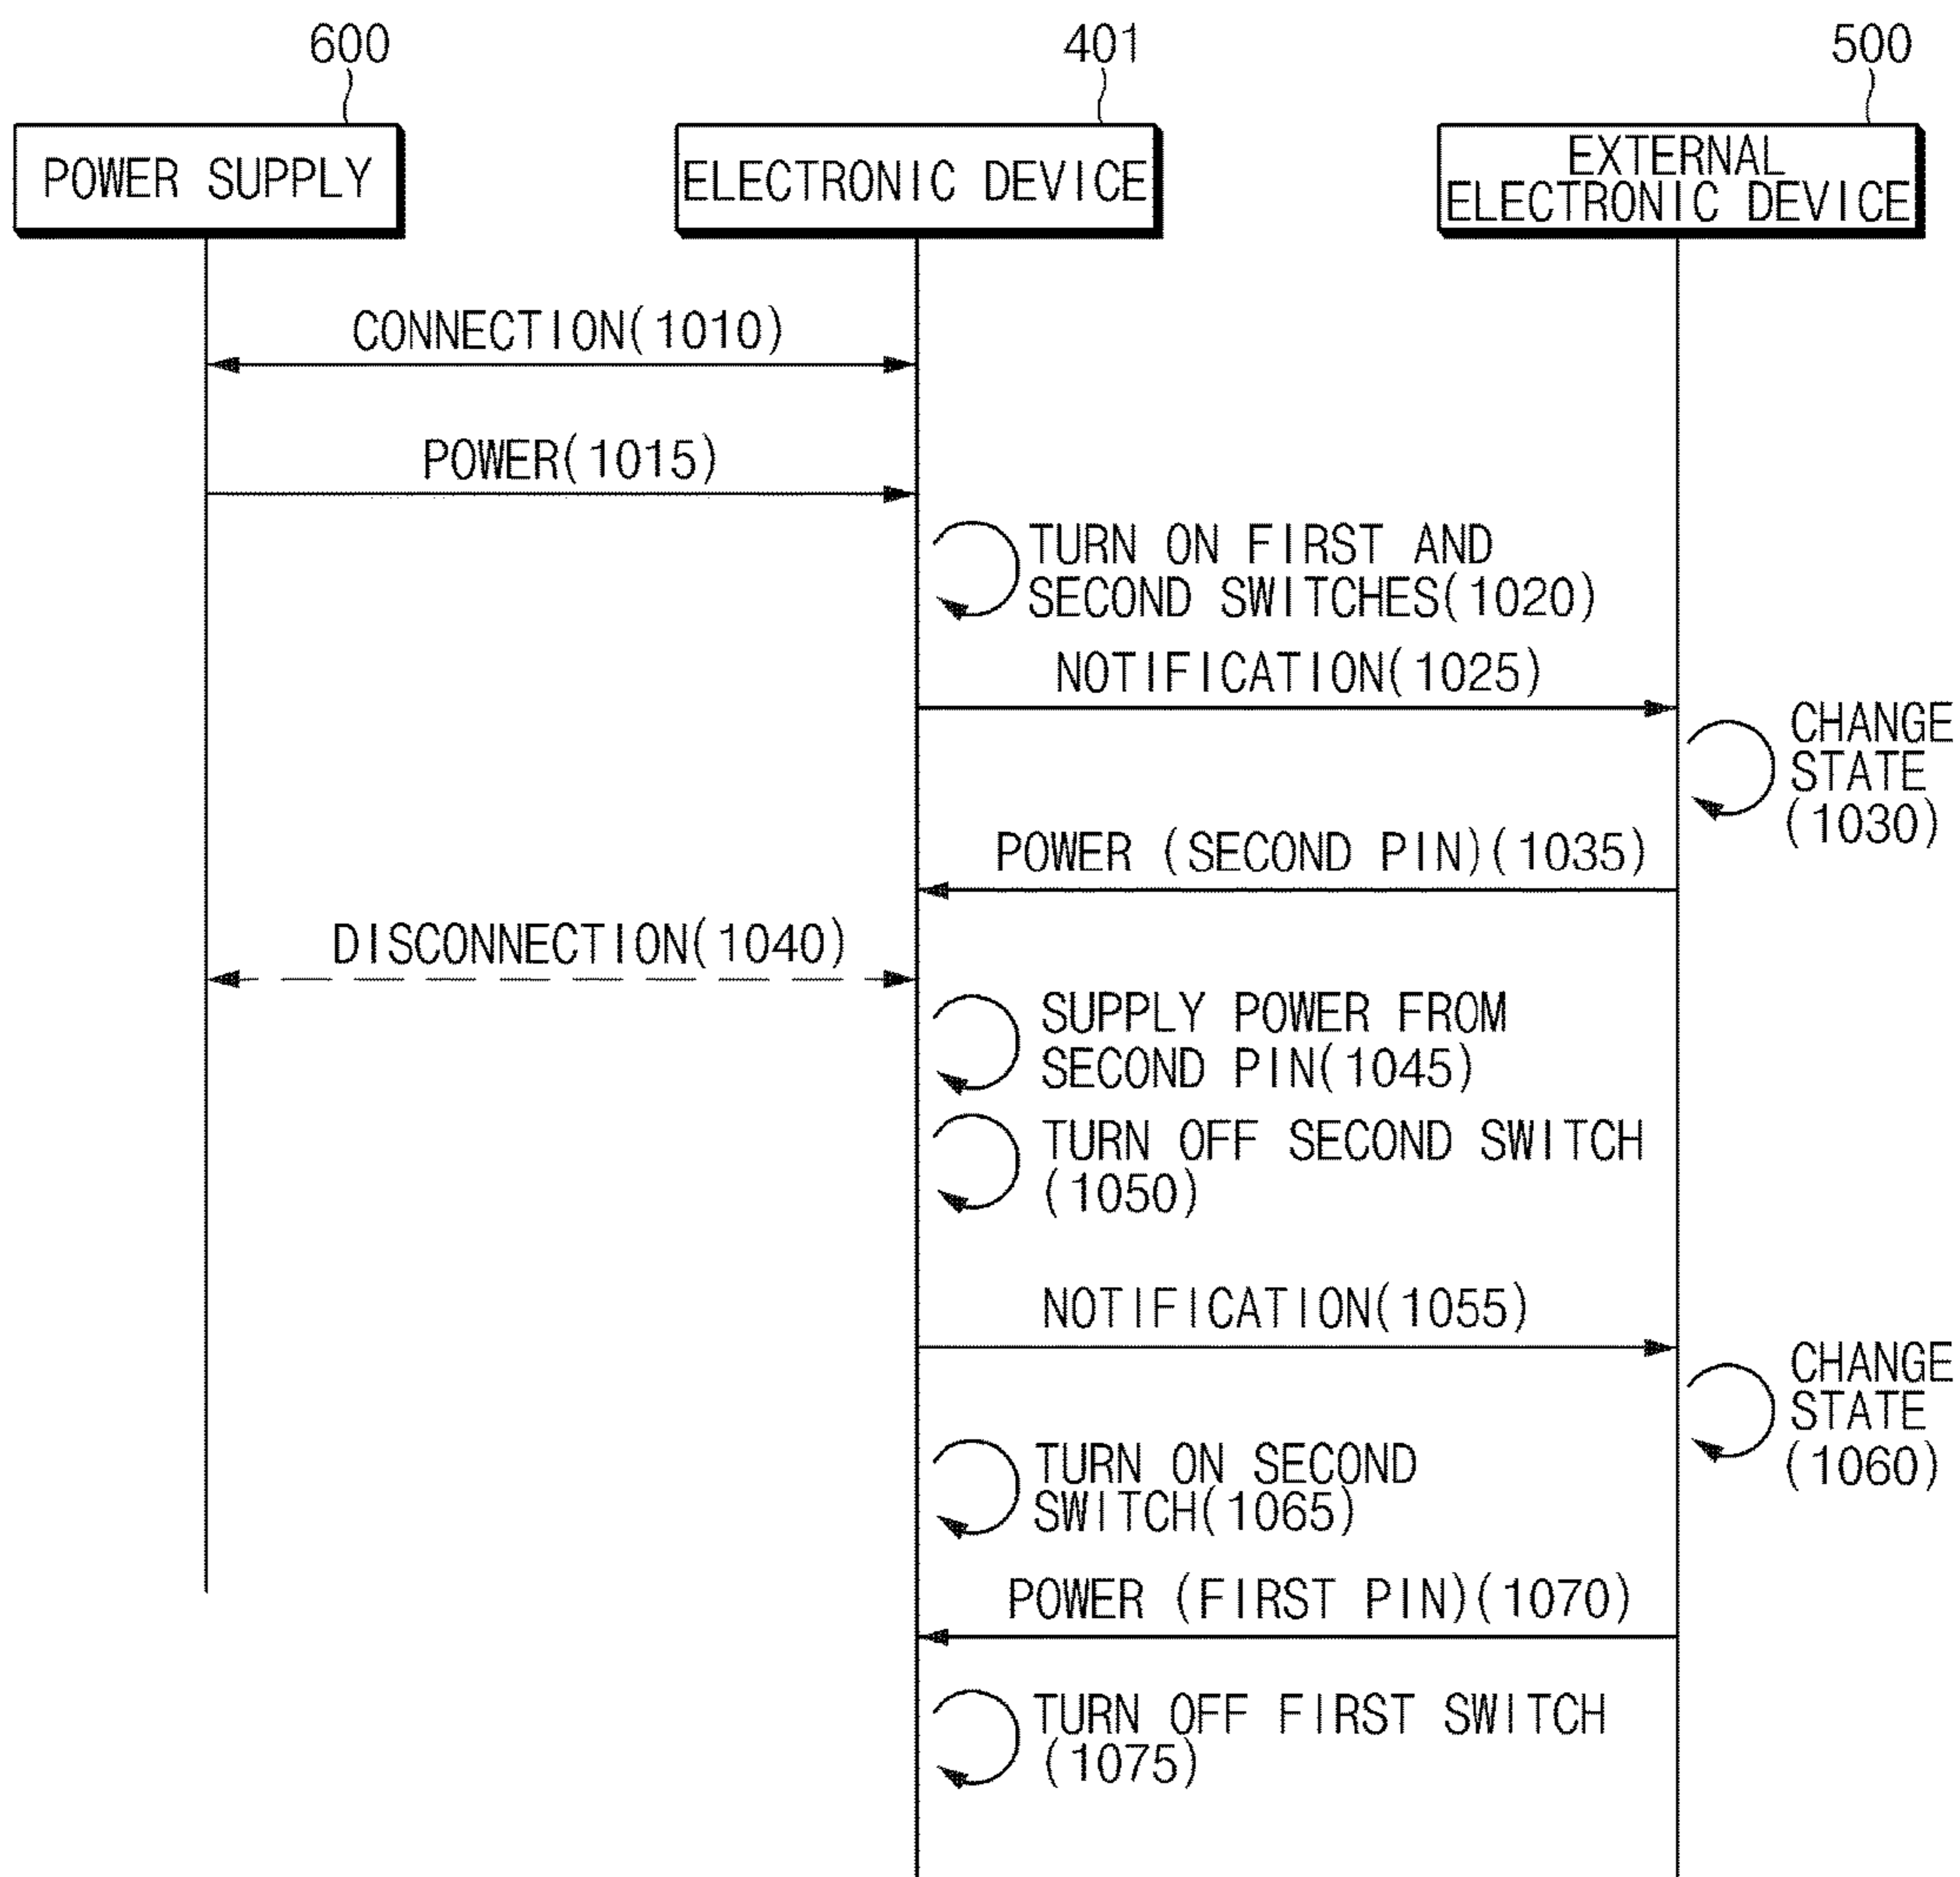 600
401
500
POWER SUPPLY
ELECTRONIC DEVICE
EXTERNAL
ELECTRONIC DEVICE
CONNECTION(1010)
POWER(1015)
TURN ON FIRST AND
SECOND SWITCHES(1020)
NOTIFICATION(1025)
CHANGE
STATE
(1030)
POWER (SECOND PIN)(1035)
DISCONNECTION(1040)
SUPPLY POWER FROM
SECOND PIN(1045)
TURN OFF SECOND SWITCH
(1050)
NOTIFICATION(1055)
CHANGE
STATE
(1060)
TURN ON SECOND
SWITCH(1065)
POWER (FIRST PIN)(1070)
TURN OFF FIRST SWITCH
(1075)